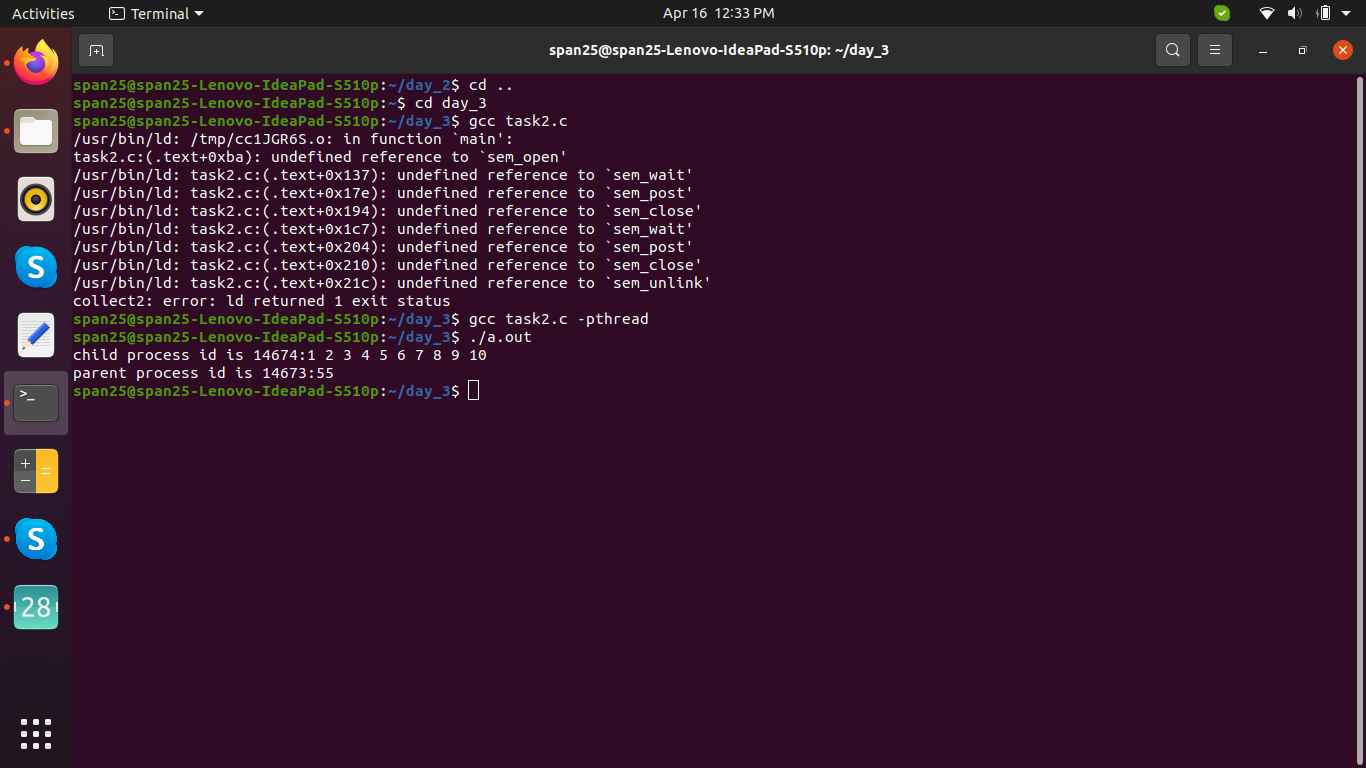 Activities
Terminal
Apr 16 12:33 PM
span25@span25-Lenovo-IdeaPad-S510p: ~/day_3
span25@span25-Lenovo-IdeaPad-S510p:~/day_2$ cd ..
span25@span25-Lenovo-IdeaPad-S510p:~$ cd day_3
span25@span25-Lenovo-IdeaPad-S510p:~/day_3$ gcc task2.c
/usr/bin/ld: /tmp/cc1JGR6S.o: in function `main':
task2.c:(.text+0xba): undefined reference to `sem_open'
/usr/bin/ld: task2.c:(.text+0x137): undefined reference to `sem_wait'
/usr/bin/ld: task2.c:(.text+0x17e): undefined reference to `sem_post'
/usr/bin/ld: task2.c:(.text+0x194): undefined reference to `sem_close'
/usr/bin/ld: task2.c:(.text+0x1c7): undefined reference to `sem_wait'
/usr/bin/ld: task2.c:(.text+0x204): undefined reference to `sem_post'
/usr/bin/ld: task2.c:(.text+0x210): undefined reference to `sem_close'
/usr/bin/ld: task2.c:(.text+0x21c): undefined reference to `sem_unlink'
collect2: error: ld returned 1 exit status
span25@span25-Lenovo-IdeaPad-S510p:~/day_3$ gcc task2.c -pthread
span25@span25-Lenovo-IdeaPad-S510p:~/day_3$ ./a.out
child process id is 14674:1 2 3 4 5 6 7 8 9 10
parent process id is 14673:55
span25@span25-Lenovo-IdeaPad-S510p:~/day_3$
S
>_
S
28